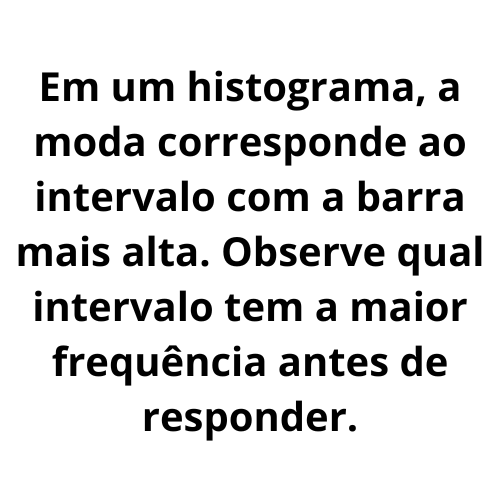 Em um histograma, a
moda corresponde ao
intervalo com a barra
mais alta. Observe qual
intervalo tem a maior
frequência antes de
responder.